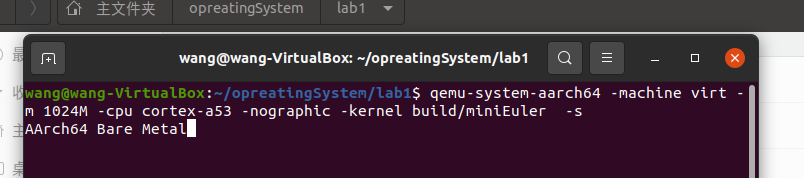 主文件夹 opreatingSystem lab1
wang@wang-VirtualBox: ~/opreatingSystem/lab1
wang@wang-VirtualBox:~/opreatingSystem/lab1$ qemu-system-aarch64 -machine virt -
m 1024M -cpu cortex-a53 -nographic -kernel build/miniEuler  -s
AArch64 Bare Metal